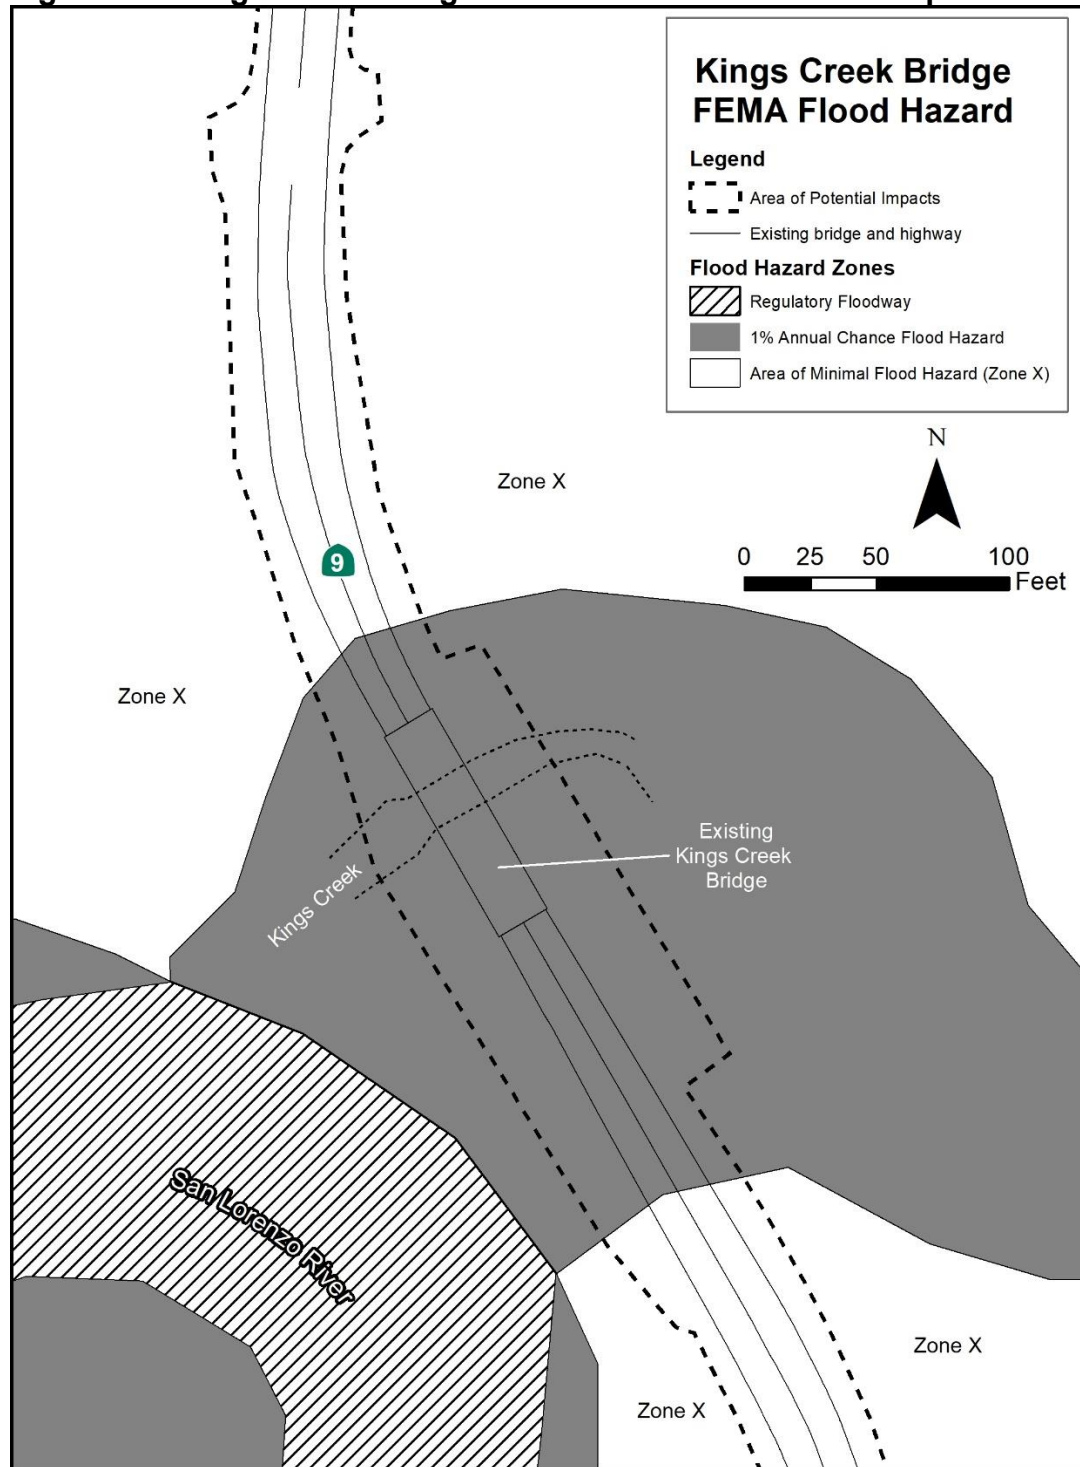 Kings Creek Bridge
FEMA Flood Hazard
Legend
Area of Potential Impacts
Existing bridge and highway
Flood Hazard Zones
Regulatory Floodway
1% Annual Chance Flood Hazard
Area of Minimal Flood Hazard (Zone X)
N
0 25 50 100
Feet
Zone X
9
Zone X
Existing
Kings Creek
Bridge
Kings Creek
San Lorenzo River
Zone X
Zone X